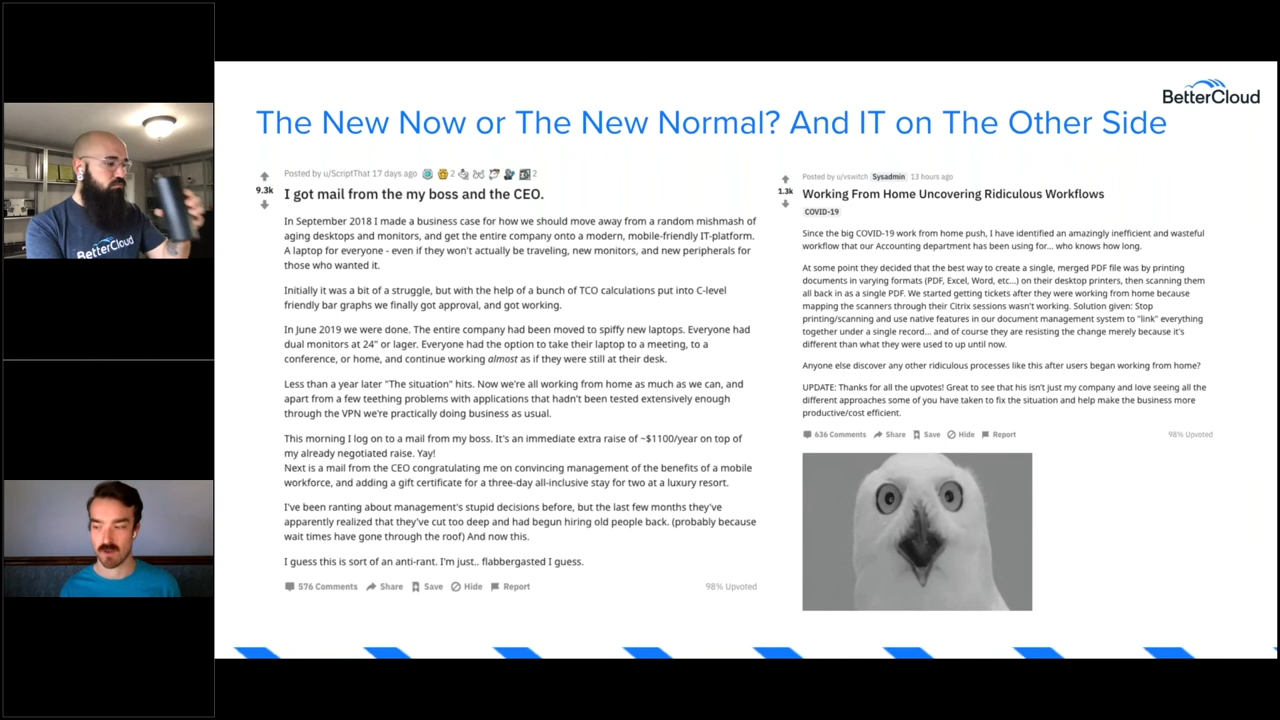 BetterCloud
The New Now or The New Normal? And IT on The Other Side
Posted by u/ScriptThat 17 days ago 2 2
9.3k
I got mail from the my boss and the CEO.
In September 2018 I made a business case for how we should move away from a random mishmash of
aging desktops and monitors, and get the entire company onto a modern, mobile-friendly IT-platform.
A laptop for everyone - even if they won't actually be traveling, new monitors, and new peripherals for
those who wanted it.
Initially it was a bit of a struggle, but with the help of a bunch of TCO calculations put into C-level
friendly bar graphs we finally got approval, and got working.
In June 2019 we were done. The entire company had been moved to spiffy new laptops. Everyone had
dual monitors at 24" or lager. Everyone had the option to take their laptop to a meeting, to a
conference, or home, and continue working almost as if they were still at their desk.
Less than a year later "The situation" hits. Now we're all working from home as much as we can, and
apart from a few teething problems with applications that hadn't been tested extensively enough
through the VPN we're practically doing business as usual.
This morning I log on to a mail from my boss. It's an immediate extra raise of ~$1100/year on top of
my already negotiated raise. Yay!
Next is a mail from the CEO congratulating me on convincing management of the benefits of a mobile
workforce, and adding a gift certificate for a three-day all-inclusive stay for two at a luxury resort.
I've been ranting about management's stupid decisions before, but the last few months they've
apparently realized that they've cut too deep and had begun hiring old people back. (probably because
wait times have gone through the roof) And now this.
I guess this is sort of an anti-rant. I'm just.. flabbergasted I guess.
576 Comments Share Save Hide Report 98% Upvoted
Posted by u/vswitch Sysadmin 13 hours ago
1.3k
Working From Home Uncovering Ridiculous Workflows
COVID-19
Since the big COVID-19 work from home push, I have identified an amazingly inefficient and wasteful
workflow that our Accounting department has been using for... who knows how long.
At some point they decided that the best way to create a single, merged PDF file was by printing
documents in varying formats (PDF, Excel, Word, etc...) on their desktop printers, then scanning them
all back in as a single PDF. We started getting tickets after they were working from home because
mapping the scanners through their Citrix sessions wasn't working. Solution given: Stop
printing/scanning and use native features in our document management system to "link" everything
together under a single record... and of course they are resisting the change merely because it's
different than what they were used to up until now.
Anyone else discover any other ridiculous processes like this after users began working from home?
UPDATE: Thanks for all the upvotes! Great to see that his isn't just my company and love seeing all the
different approaches some of you have taken to fix the situation and help make the business more
productive/cost efficient.
636 Comments Share Save Hide Report 98% Upvoted
BetterCloud